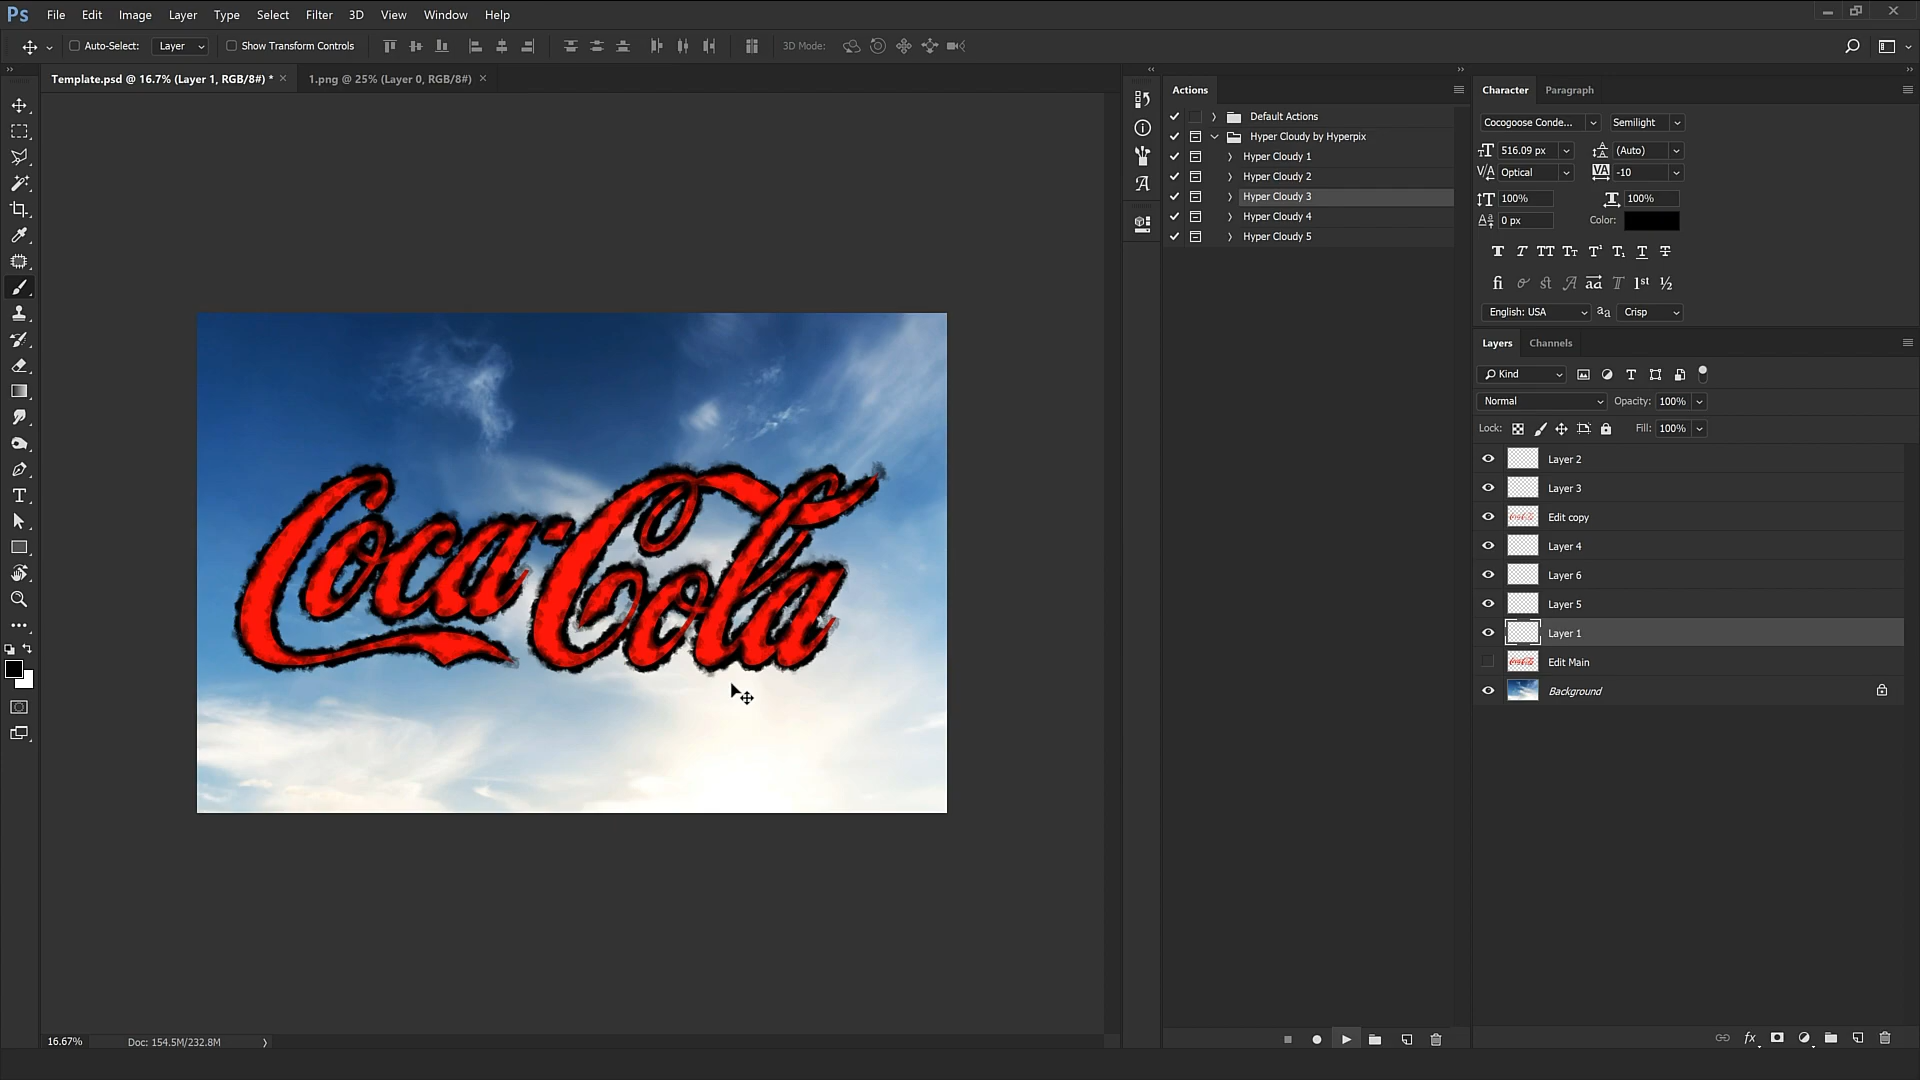 Ps File Edit Image Layer Type Select Filter 3D View Window Help
Auto-Select: Layer Show Transform Controls 3D Mode:
Template.psd @ 16.7% (Layer 1, RGB/8#) * 1.png @ 25% (Layer 0, RGB/8#)
Coca-Cola
16.67% Doc: 154.5M/232.8M
Actions
Default Actions
Hyper Cloudy by Hyperpix
Hyper Cloudy 1
Hyper Cloudy 2
Hyper Cloudy 3
Hyper Cloudy 4
Hyper Cloudy 5
Character Paragraph
Cocogoose Conde... Semilight
516.09 px (Auto)
Optical -10
100% 100%
0 px Color:
English: USA Crisp
Layers Channels
Kind
Normal Opacity: 100%
Lock: Fill: 100%
Layer 2
Layer 3
Edit copy
Layer 4
Layer 6
Layer 5
Layer 1
Edit Main
Background